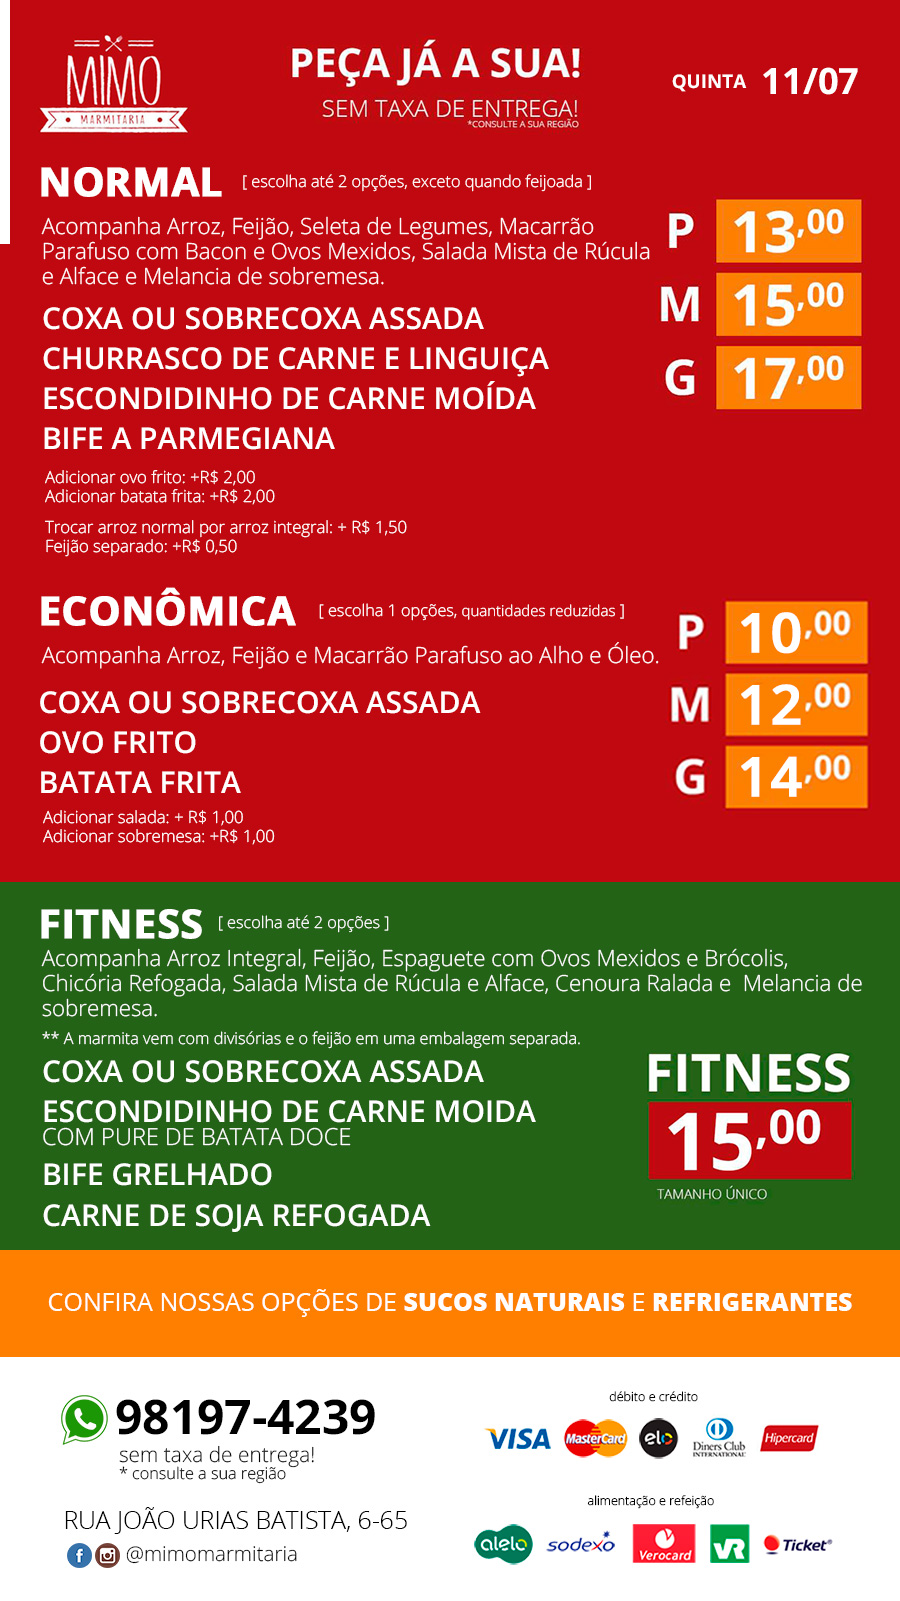 MIMO
MARMITARIA
PEÇA JÁ A SUA!
SEM TAXA DE ENTREGA!
*CONSULTE A SUA REGIÃO
QUINTA 11/07
NORMAL [ escolha até 2 opções, exceto quando feijoada ]
Acompanha Arroz, Feijão, Seleta de Legumes, Macarrão
Parafuso com Bacon e Ovos Mexidos, Salada Mista de Rúcula
e Alface e Melancia de sobremesa.
P 13,00
M 15,00
G 17,00
COXA OU SOBRECOXA ASSADA
CHURRASCO DE CARNE E LINGUIÇA
ESCONDIDINHO DE CARNE MOÍDA
BIFE A PARMEGIANA
Adicionar ovo frito: +R$ 2,00
Adicionar batata frita: +R$ 2,00
Trocar arroz normal por arroz integral: + R$ 1,50
Feijão separado: +R$ 0,50
ECONÔMICA [ escolha 1 opções, quantidades reduzidas ]
Acompanha Arroz, Feijão e Macarrão Parafuso ao Alho e Óleo.
P 10,00
M 12,00
G 14,00
COXA OU SOBRECOXA ASSADA
OVO FRITO
BATATA FRITA
Adicionar salada: + R$ 1,00
Adicionar sobremesa: +R$ 1,00
FITNESS [ escolha até 2 opções ]
Acompanha Arroz Integral, Feijão, Espaguete com Ovos Mexidos e Brócolis,
Chicória Refogada, Salada Mista de Rúcula e Alface, Cenoura Ralada e  Melancia de
sobremesa.
** A marmita vem com divisórias e o feijão em uma embalagem separada.
COXA OU SOBRECOXA ASSADA
ESCONDIDINHO DE CARNE MOIDA
COM PURE DE BATATA DOCE
BIFE GRELHADO
CARNE DE SOJA REFOGADA
FITNESS
15,00
TAMANHO ÚNICO
CONFIRA NOSSAS OPÇÕES DE SUCOS NATURAIS E REFRIGERANTES
98197-4239
sem taxa de entrega!
* consulte a sua região
RUA JOÃO URIAS BATISTA, 6-65
@mimomarmitaria
débito e crédito
VISA MasterCard elo Diners Club INTERNATIONAL Hipercard
alimentação e refeição
alelo sodexo Verocard VR Ticket